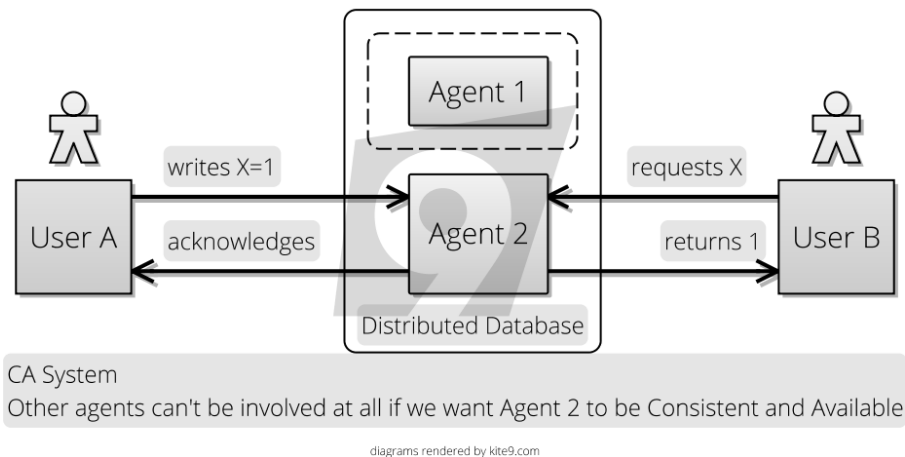 Agent 1
writes X=1
requests X
User A
Agent 2
User B
acknowledges
returns 1
Distributed Database
CA System
Other agents can't be involved at all if we want Agent 2 to be Consistent and Available
diagrams rendered by kite9.com